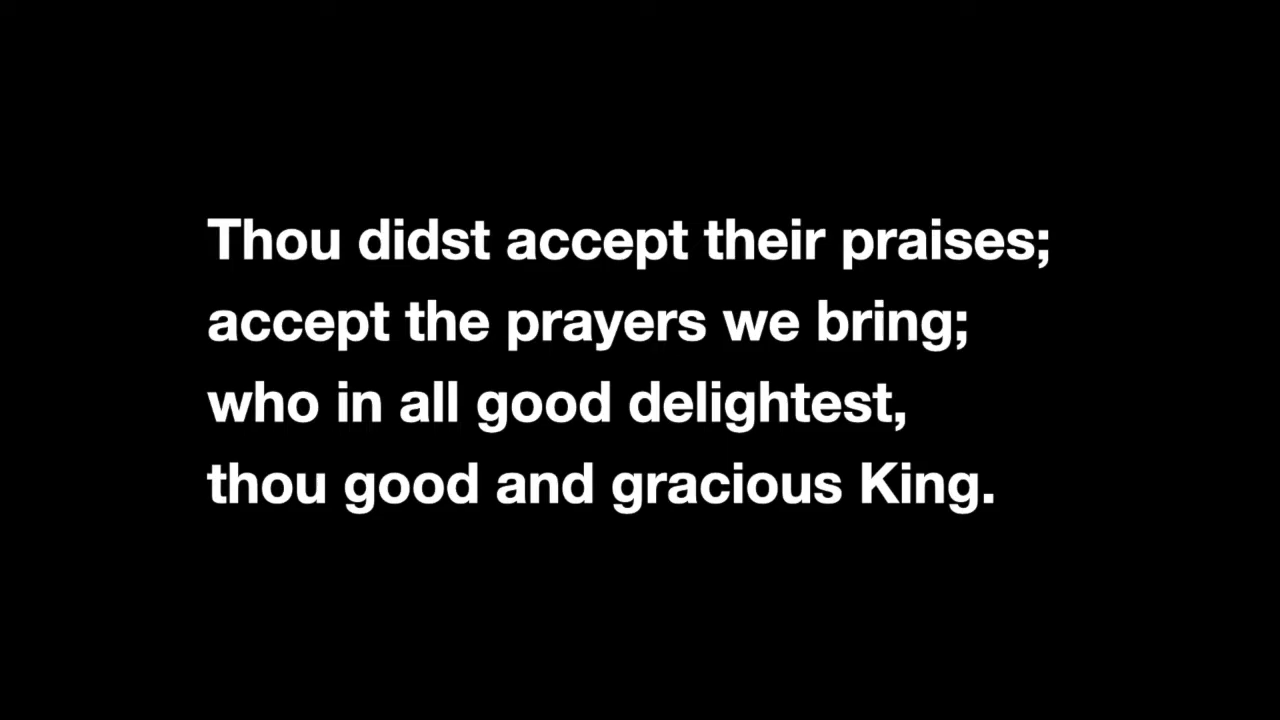 Thou didst accept their praises;
accept the prayers we bring;
who in all good delightest,
thou good and gracious King.